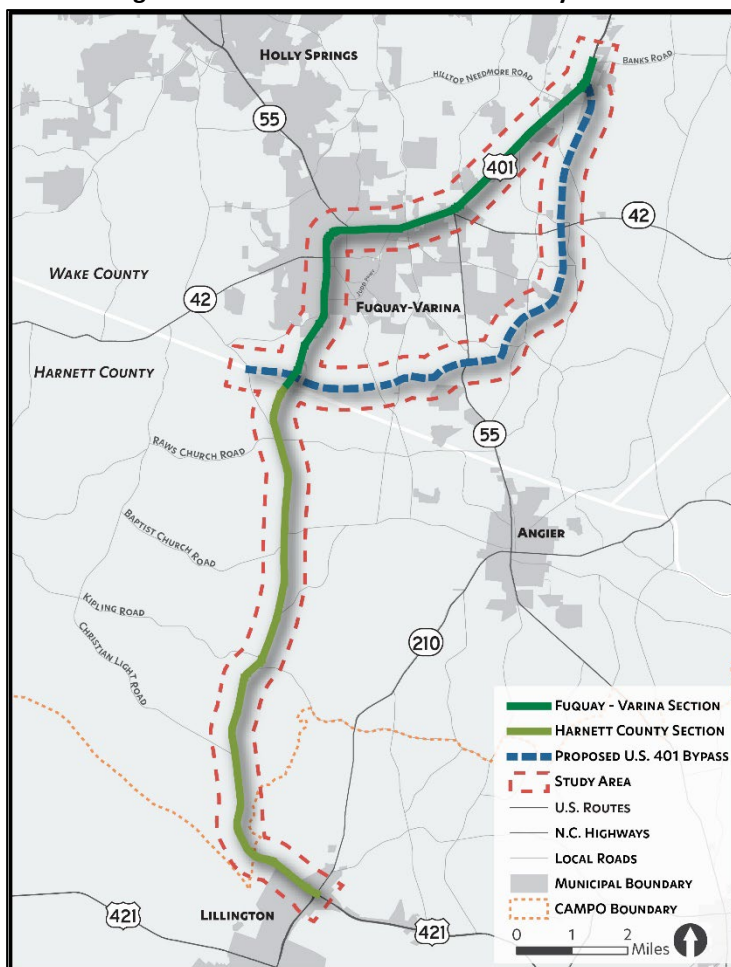 HOLLY SPRINGS
HILLTOP NEEDMORE ROAD
BANKS ROAD
55
401
42
WAKE COUNTY
42
FUQUAY-VARINA
HARNETT COUNTY
RAWS CHURCH ROAD
55
BAPTIST CHURCH ROAD
ANGIER
KIPLING ROAD
CHRISTIAN LIGHT ROAD
210
FUQUAY - VARINA SECTION
HARNETT COUNTY SECTION
PROPOSED U.S. 401 BYPASS
STUDY AREA
U.S. ROUTES
N.C. HIGHWAYS
LOCAL ROADS
MUNICIPAL BOUNDARY
CAMPO BOUNDARY
0 1 2
MILES
421
LILLINGTON
421